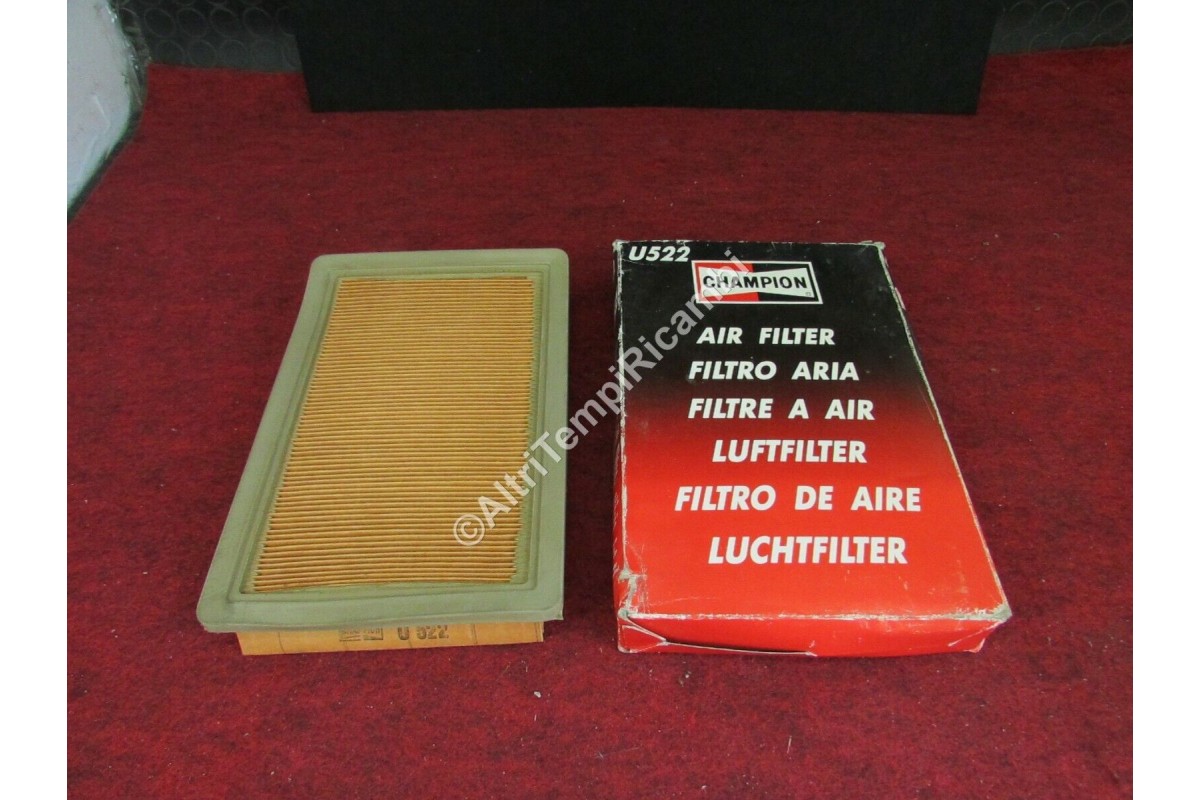 U522
CHAMPION
AIR FILTER
FILTRO ARIA
FILTRE A AIR
LUFTFILTER
FILTRO DE AIRE
LUCHTFILTER
U 522
©AltriTempiRicambi